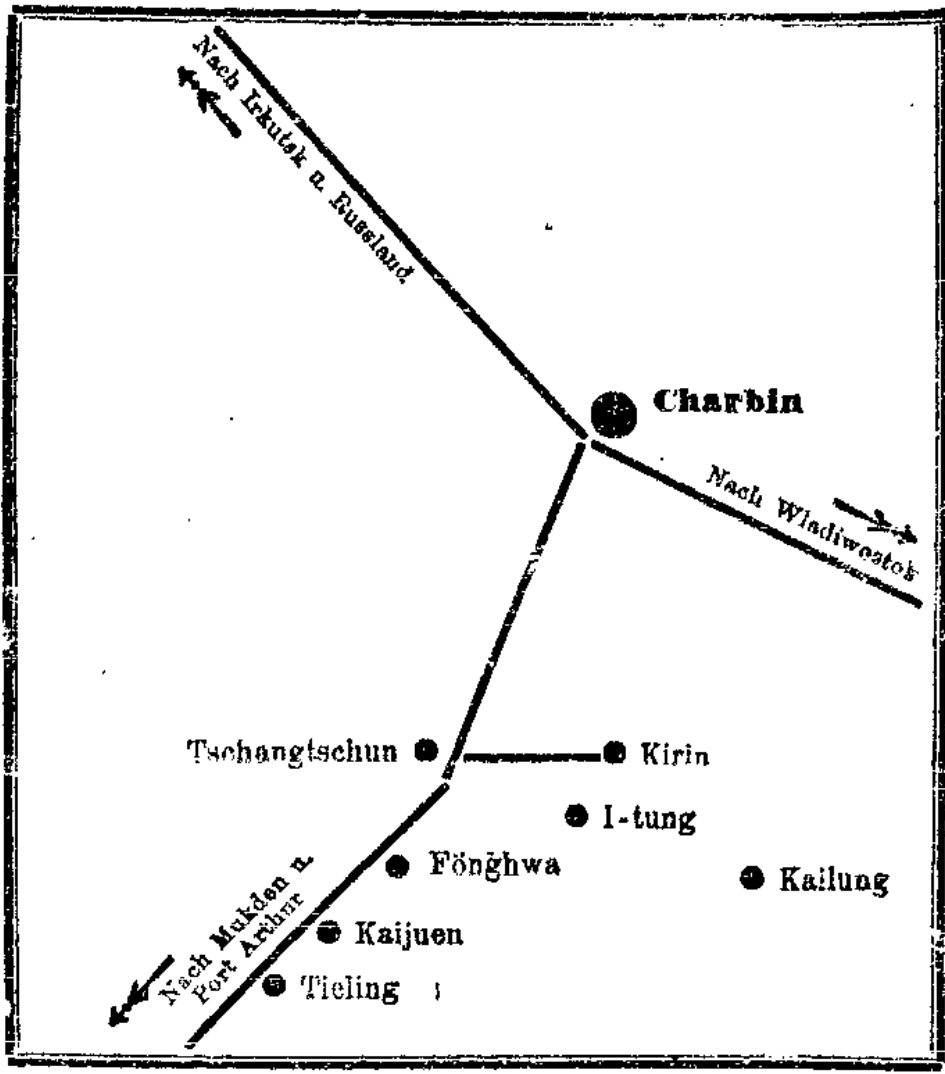 Nach Irkutsk u. Russland
Charbin
Nach Wladiwostok
Tschangtschun
Kirin
I-tung
Fönghwa
Kailung
Nach Mukden u.
Port Arthur
Kaijuen
Tieling